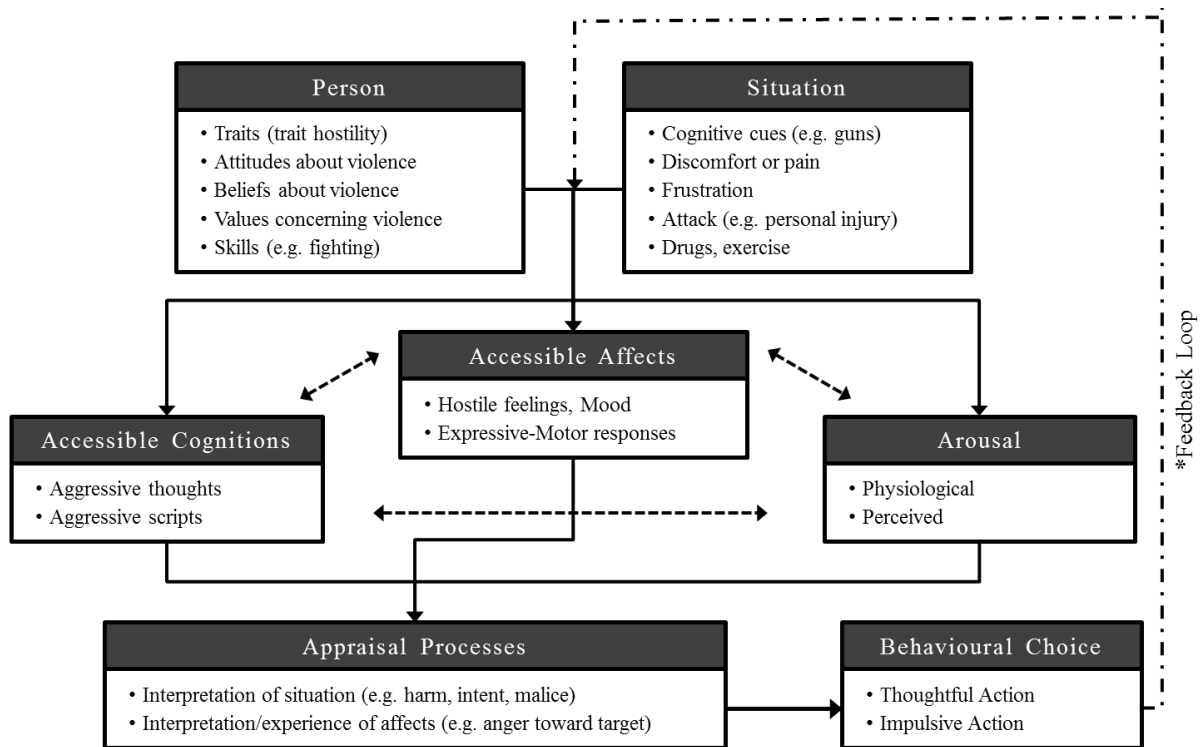 Person
• Traits (trait hostility)
• Attitudes about violence
• Beliefs about violence
• Values concerning violence
• Skills (e.g. fighting)
Situation
• Cognitive cues (e.g. guns)
• Discomfort or pain
• Frustration
• Attack (e.g. personal injury)
• Drugs, exercise
Accessible Affects
• Hostile feelings, Mood
• Expressive-Motor responses
Accessible Cognitions
• Aggressive thoughts
• Aggressive scripts
Arousal
• Physiological
• Perceived
*Feedback Loop
Appraisal Processes
• Interpretation of situation (e.g. harm, intent, malice)
• Interpretation/experience of affects (e.g. anger toward target)
Behavioural Choice
• Thoughtful Action
• Impulsive Action